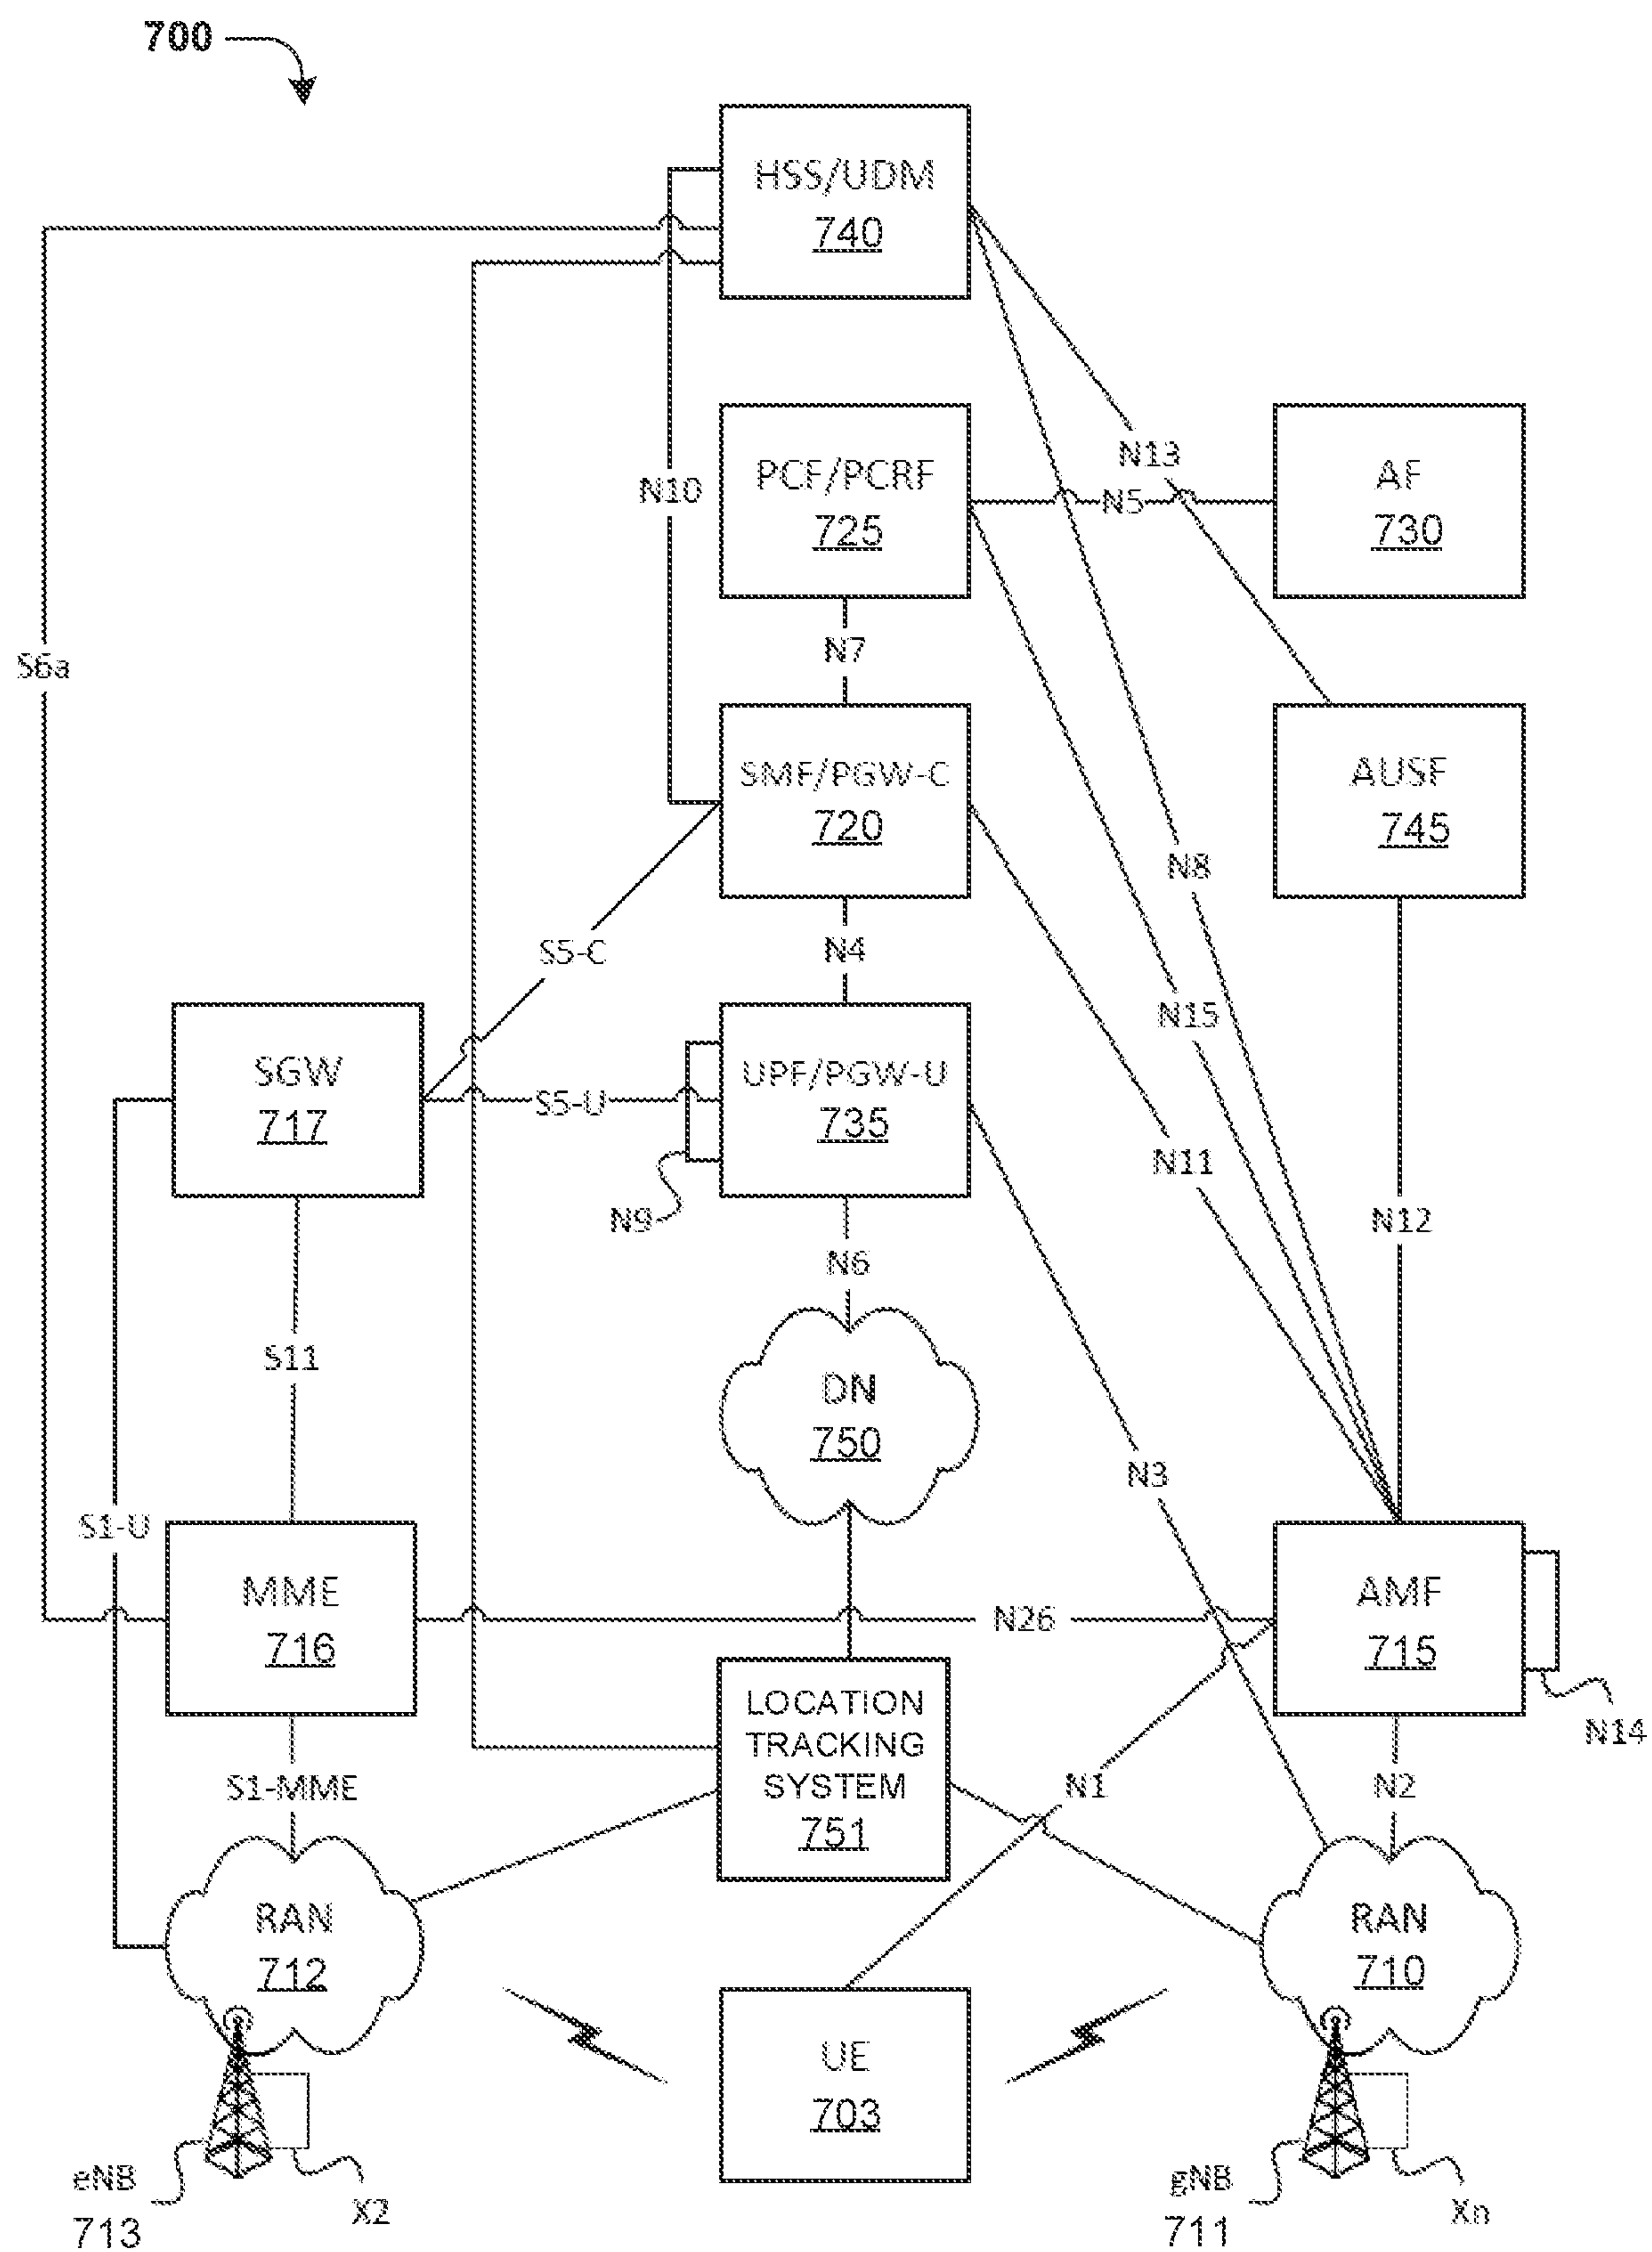 700
HSS/UDM
740
N13
PCF/PCRF
725
N10
N5
AF
730
S6a
N7
SMF/PGW-C
720
AUSF
745
N8
S5-C
N4
N15
SGW
717
UPF/PGW-U
735
S5-U
N11
N9
N12
N6
S11
DN
750
N3
S1-U
MME
716
N26
AMF
715
LOCATION
TRACKING
SYSTEM
751
N14
S1-MME
N1
N2
RAN
712
RAN
710
UE
703
eNB
713
X2
gNB
711
Xn